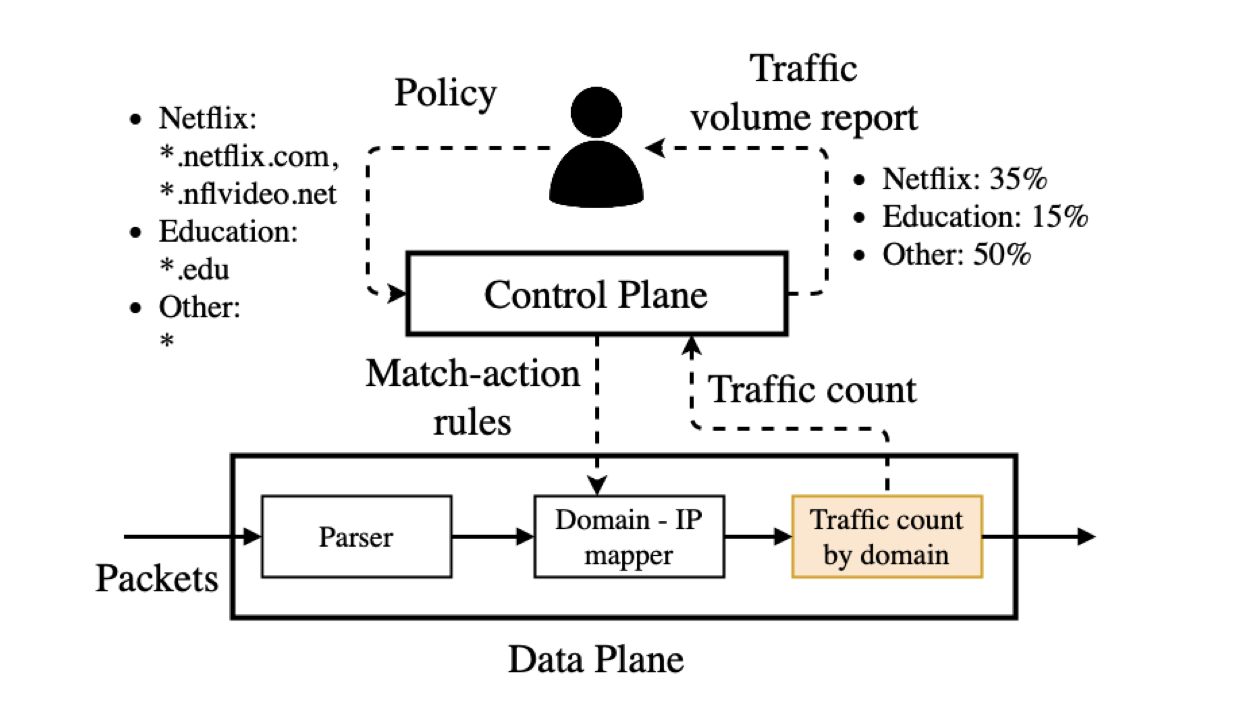 Policy
• Netflix:
*.netflix.com,
*.nflvideo.net
• Education:
*.edu
• Other:
*
Traffic
volume report
• Netflix: 35%
• Education: 15%
• Other: 50%
Control Plane
Match-action
rules
Traffic count
Packets
Parser
Domain - IP
mapper
Traffic count
by domain
Data Plane